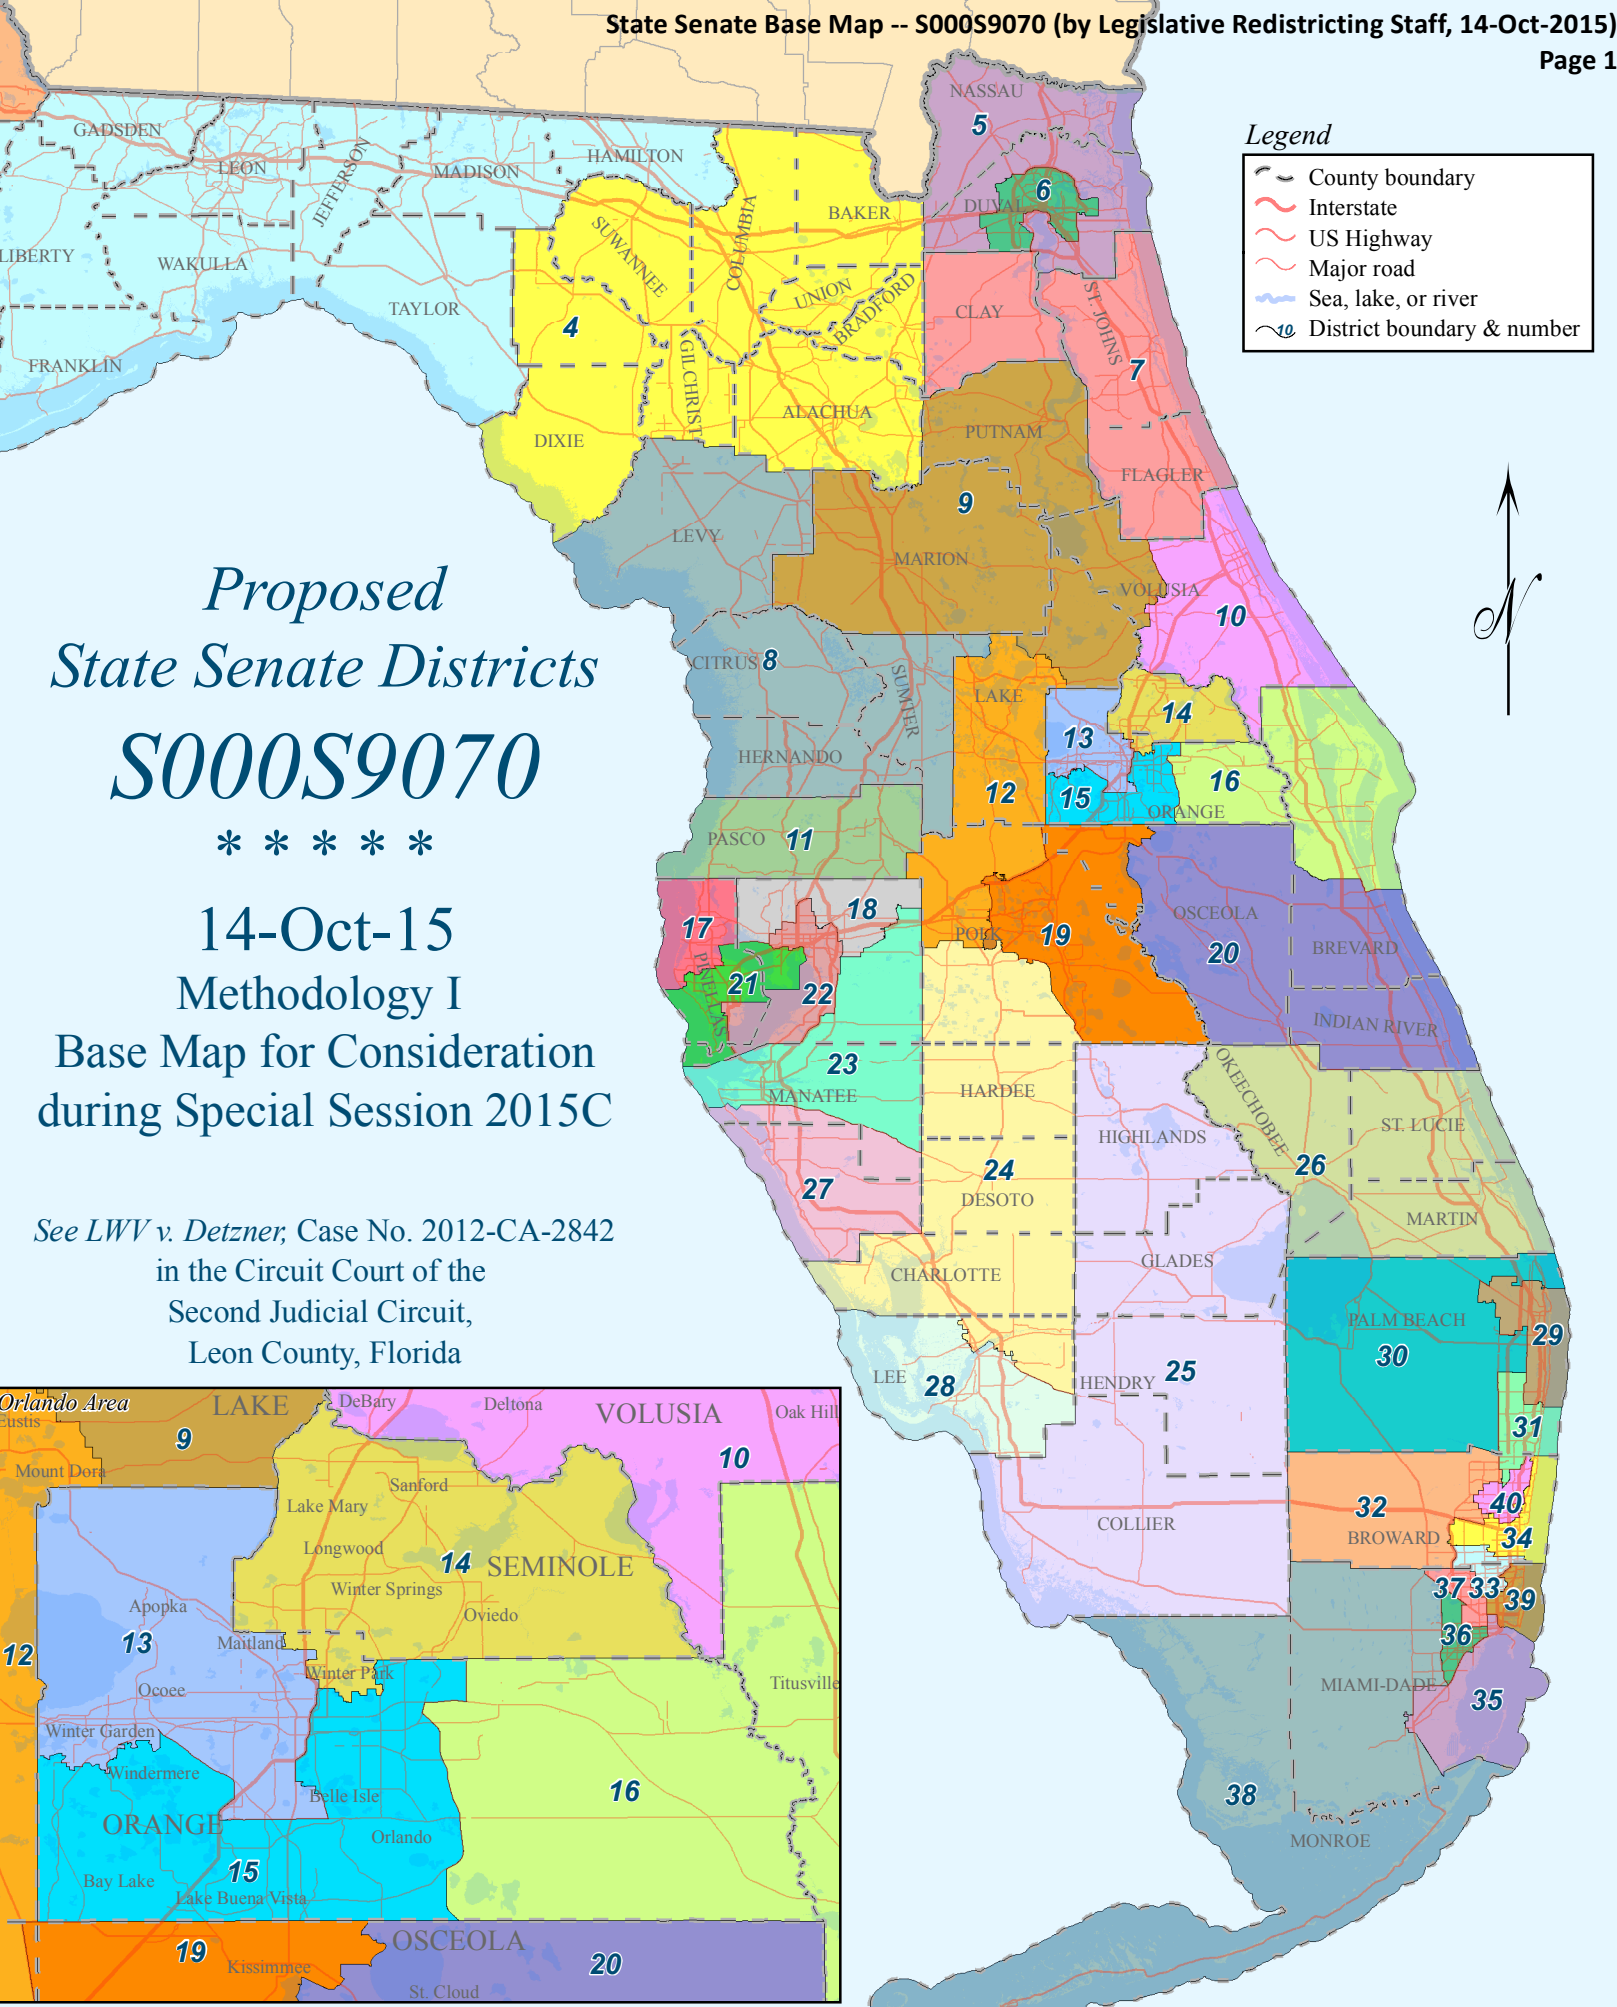 State Senate Base Map -- S000S9070 (by Legislative Redistricting Staff, 14-Oct-2015)
Page 1
Legend
County boundary
Interstate
US Highway
Major road
Sea, lake, or river
10 District boundary & number
Proposed
State Senate Districts
S000S9070
* * * * *
14-Oct-15
Methodology I
Base Map for Consideration
during Special Session 2015C
See LWV v. Detzner, Case No. 2012-CA-2842
in the Circuit Court of the
Second Judicial Circuit,
Leon County, Florida
NASSAU
5
GADSDEN
LEON
JEFFERSON
MADISON
HAMILTON
6
DUVAL
BAKER
COLUMBIA
SUWANNEE
LIBERTY
WAKULLA
TAYLOR
UNION
BRADFORD
CLAY
ST. JOHNS
4
7
FRANKLIN
GILCHRIST
ALACHUA
DIXIE
PUTNAM
FLAGLER
9
LEVY
MARION
VOLUSIA
10
CITRUS
8
SUMTER
LAKE
14
13
HERNANDO
12
15
16
ORANGE
PASCO
11
18
17
POLK
19
OSCEOLA
20
BREVARD
PINELLAS
21
22
INDIAN RIVER
23
MANATEE
HARDEE
OKEECHOBEE
HIGHLANDS
ST. LUCIE
24
26
27
DESOTO
MARTIN
GLADES
CHARLOTTE
PALM BEACH
29
30
LEE
28
HENDRY
25
31
32
40
COLLIER
BROWARD
34
37
33
39
36
MIAMI-DADE
35
38
MONROE
N
Orlando Area
Eustis
LAKE
DeBary
Deltona
VOLUSIA
Oak Hill
9
10
Mount Dora
Sanford
Lake Mary
Longwood
14
SEMINOLE
Winter Springs
Apopka
Oviedo
12
13
Maitland
Winter Park
Ocoee
Titusville
Winter Garden
Windermere
Belle Isle
16
ORANGE
Orlando
15
Bay Lake
Lake Buena Vista
19
OSCEOLA
Kissimmee
20
St. Cloud